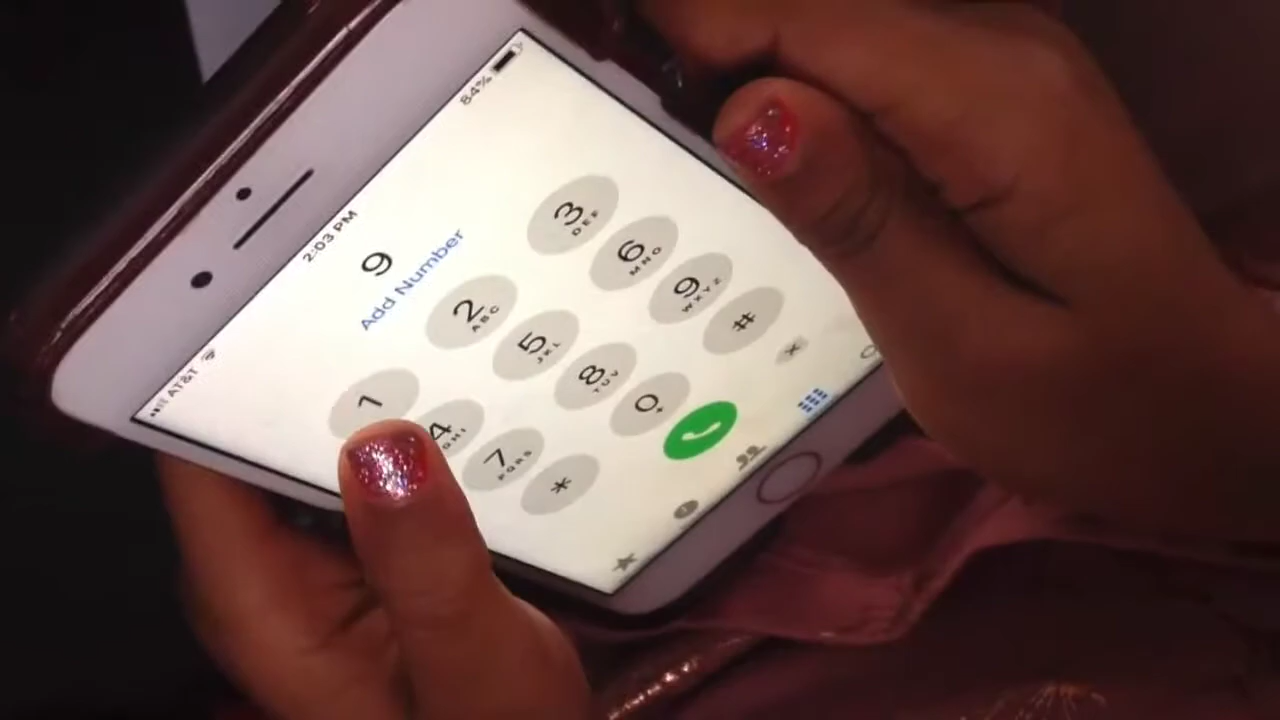 AT&T 2:03 PM 84%
9
Add Number
1 2 ABC 3 DEF
4 GHI 5 JKL 6 MNO
7 PQRS 8 TUV 9 WXYZ
* 0 + #